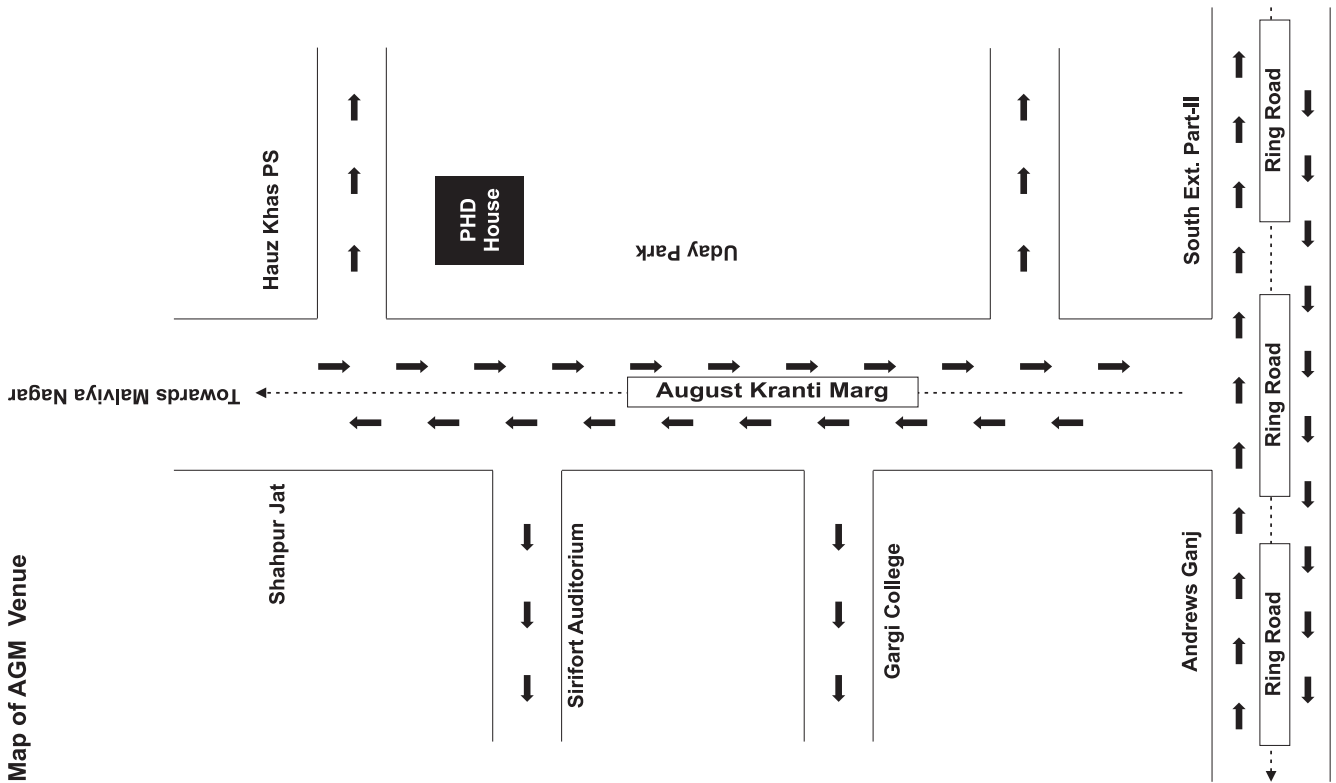 Map of AGM Venue
Towards Malviya Nagar
Hauz Khas PS
PHD
House
Uday Park
South Ext. Part-II
Ring Road
August Kranti Marg
Ring Road
Shahpur Jat
Sirifort Auditorium
Gargi College
Andrews Ganj
Ring Road